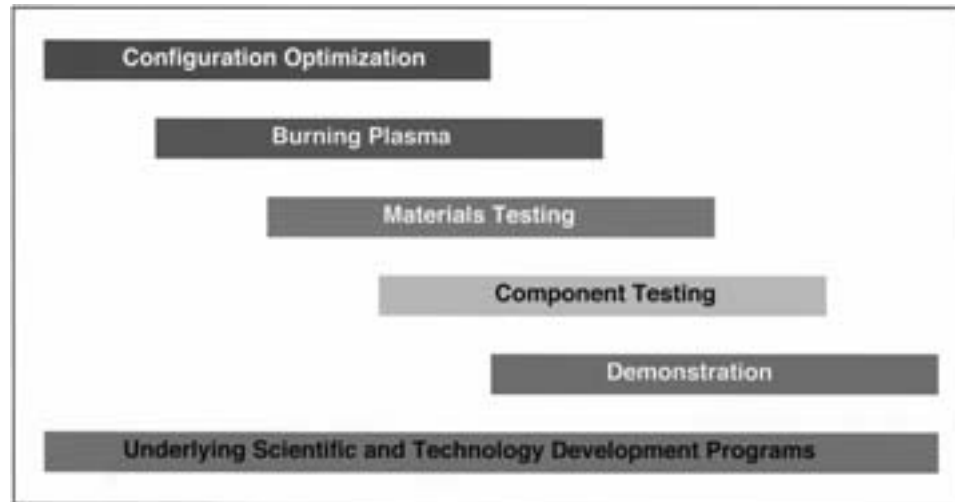 Configuration Optimization
Burning Plasma
Materials Testing
Component Testing
Demonstration
Underlying Scientific and Technology Development Programs